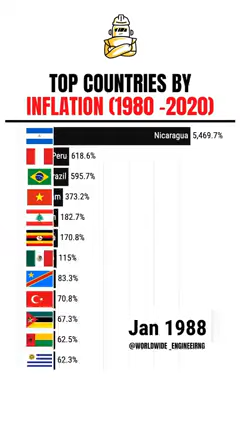 TOP COUNTRIES BY
INFLATION (1980 -2020)
Nicaragua 5,469.7%
Peru 618.6%
razil 595.7%
m 373.2%
182.7%
170.8%
115%
83.3%
70.8%
67.3%
62.5%
62.3%
Jan 1988
@WORLDWIDE_ENGINEEIRNG